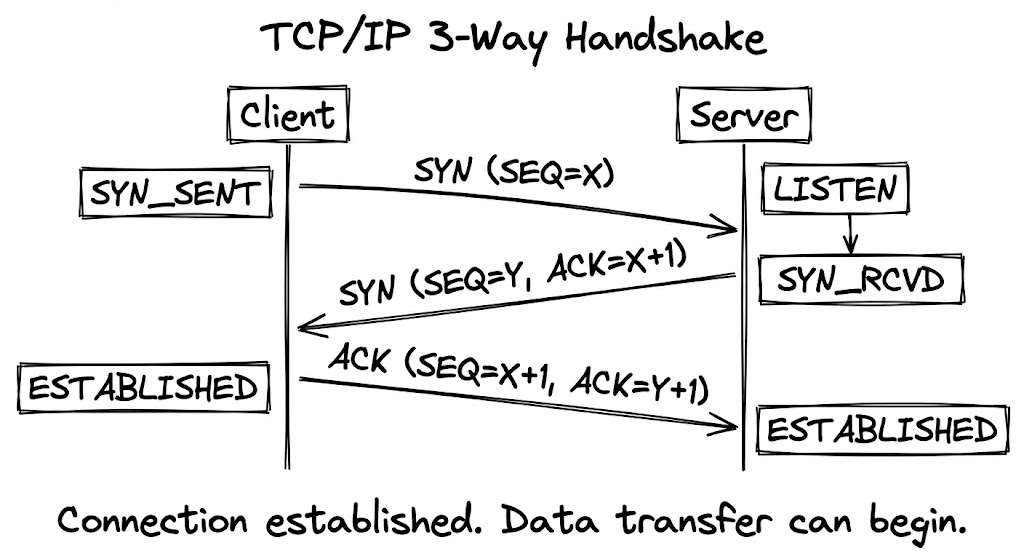 TCP/IP 3-Way Handshake
Client
Server
SYN_SENT
SYN (SEQ=X)
LISTEN
SYN (SEQ=Y, ACK=X+1)
SYN_RCVD
ACK (SEQ=X+1, ACK=Y+1)
ESTABLISHED
ESTABLISHED
Connection established. Data transfer can begin.